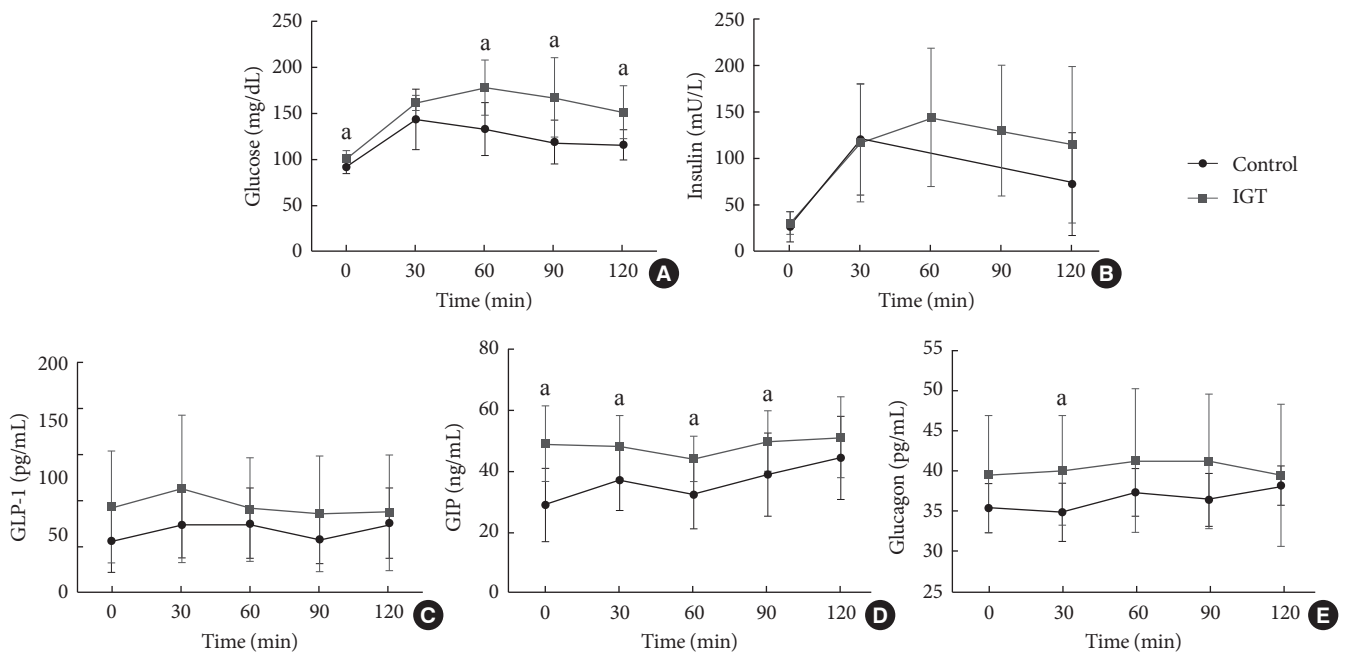 250
200
150
100
50
0
Glucose (mg/dL)
a
a
a
a
0 30 60 90 120
Time (min)
A
250
200
150
100
50
0
Insulin (mU/L)
0 30 60 90 120
Time (min)
B
Control
IGT
200
150
100
50
0
GLP-1 (pg/mL)
0 30 60 90 120
Time (min)
C
80
60
40
20
0
GIP (ng/mL)
a
a
a
a
0 30 60 90 120
Time (min)
D
55
50
45
40
35
30
25
Glucagon (pg/mL)
a
0 30 60 90 120
Time (min)
E